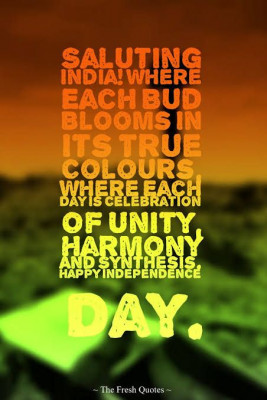 SALUTING
INDIA! WHERE
EACH BUD
BLOOMS IN
ITS TRUE
COLOURS,
WHERE EACH
DAY IS CELEBRATION
OF UNITY,
HARMONY
AND SYNTHESIS,
HAPPY INDEPENDENCE
DAY.
~ The Fresh Quotes ~